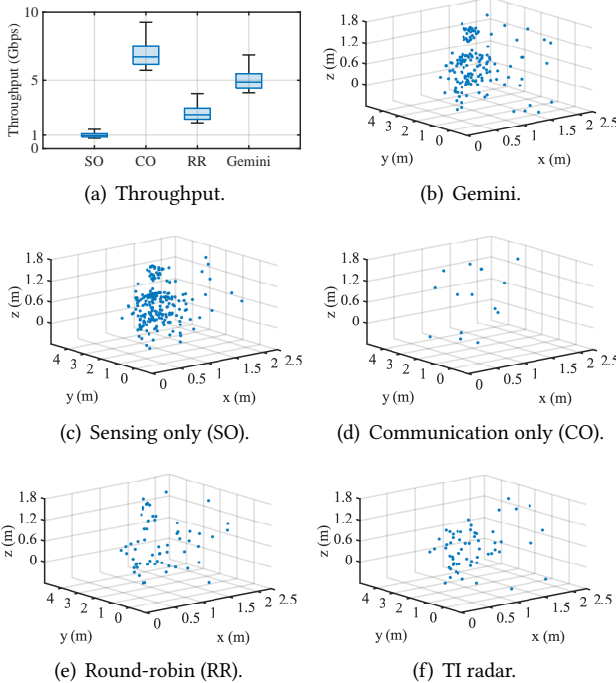 10
5
1
0
Throughput (Gbps)
SO CO RR Gemini
(a) Throughput.
1.8
1.2
0.6
0
z (m)
4 3 2 1 0
y (m)
0 0.5 1 1.5 2 2.5
x (m)
(b) Gemini.
1.8
1.2
0.6
0
z (m)
4 3 2 1 0
y (m)
0 0.5 1 1.5 2 2.5
x (m)
(c) Sensing only (SO).
1.8
1.2
0.6
0
z (m)
4 3 2 1 0
y (m)
0 0.5 1 1.5 2 2.5
x (m)
(d) Communication only (CO).
1.8
1.2
0.6
0
z (m)
4 3 2 1 0
y (m)
0 0.5 1 1.5 2 2.5
x (m)
(e) Round-robin (RR).
1.8
1.2
0.6
0
z (m)
4 3 2 1 0
y (m)
0 0.5 1 1.5 2 2.5
x (m)
(f) TI radar.